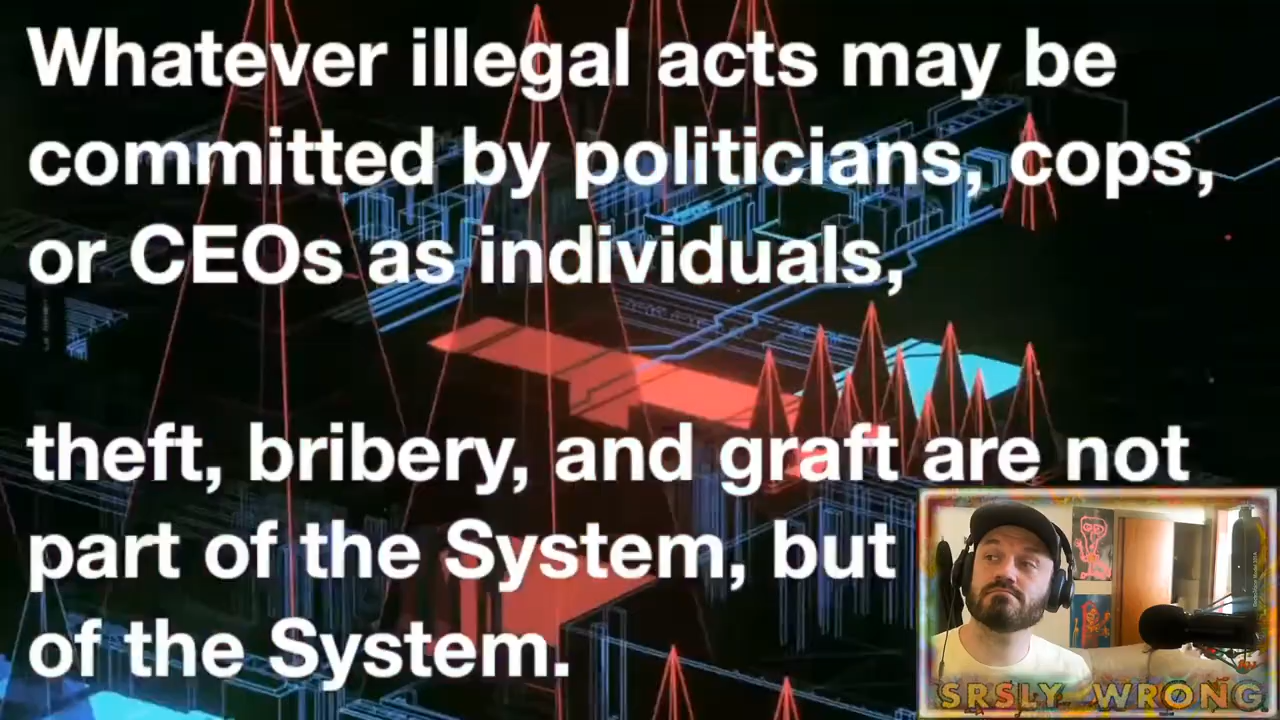 Whatever illegal acts may be
committed by politicians, cops,
or CEOs as individuals,
theft, bribery, and graft are not
part of the System, but
of the System.
SRSLY WRONG